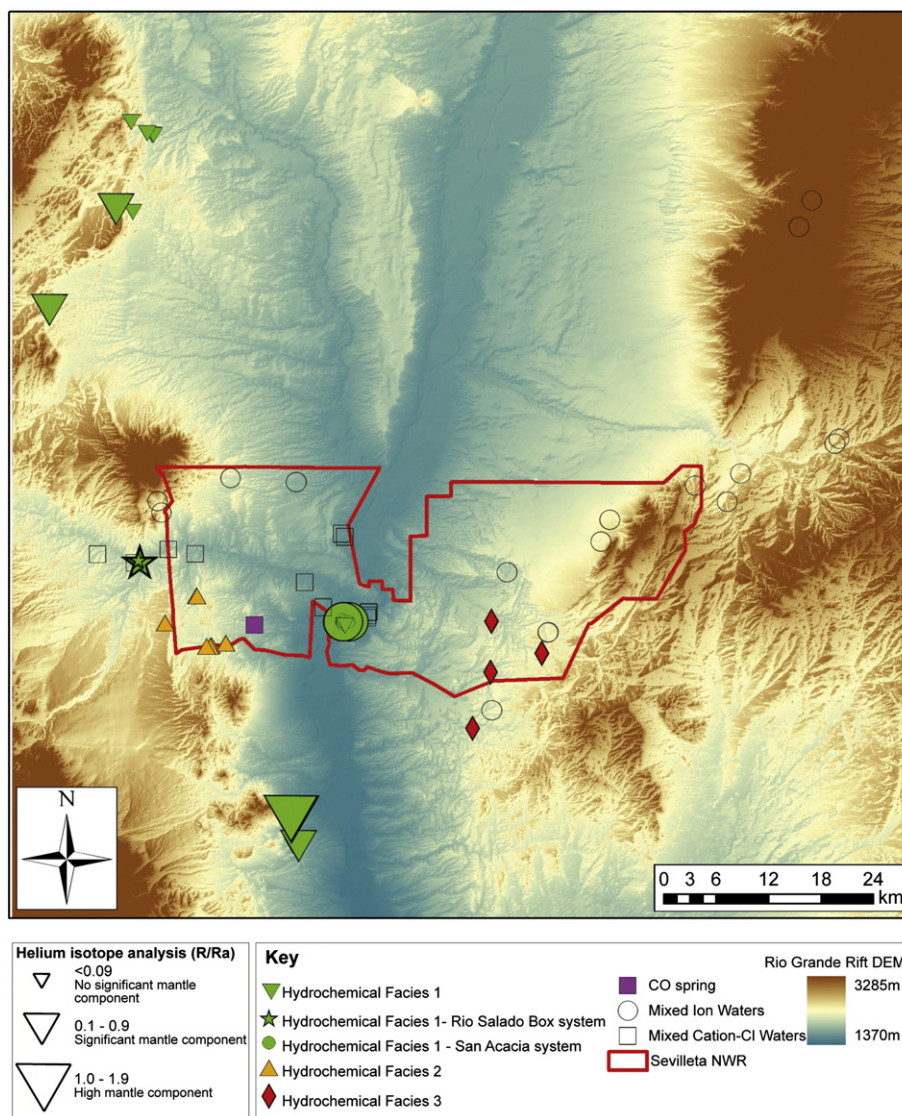 N
0 3 6 12 18 24
km
Helium isotope analysis (R/Ra)
<0.09
No significant mantle
component
0.1 - 0.9
Significant mantle component
1.0 - 1.9
High mantle component
Key
Hydrochemical Facies 1
Hydrochemical Facies 1- Rio Salado Box system
Hydrochemical Facies 1 - San Acacia system
Hydrochemical Facies 2
Hydrochemical Facies 3
CO spring
Mixed Ion Waters
Mixed Cation-Cl Waters
Sevilleta NWR
Rio Grande Rift DEM
3285m
1370m